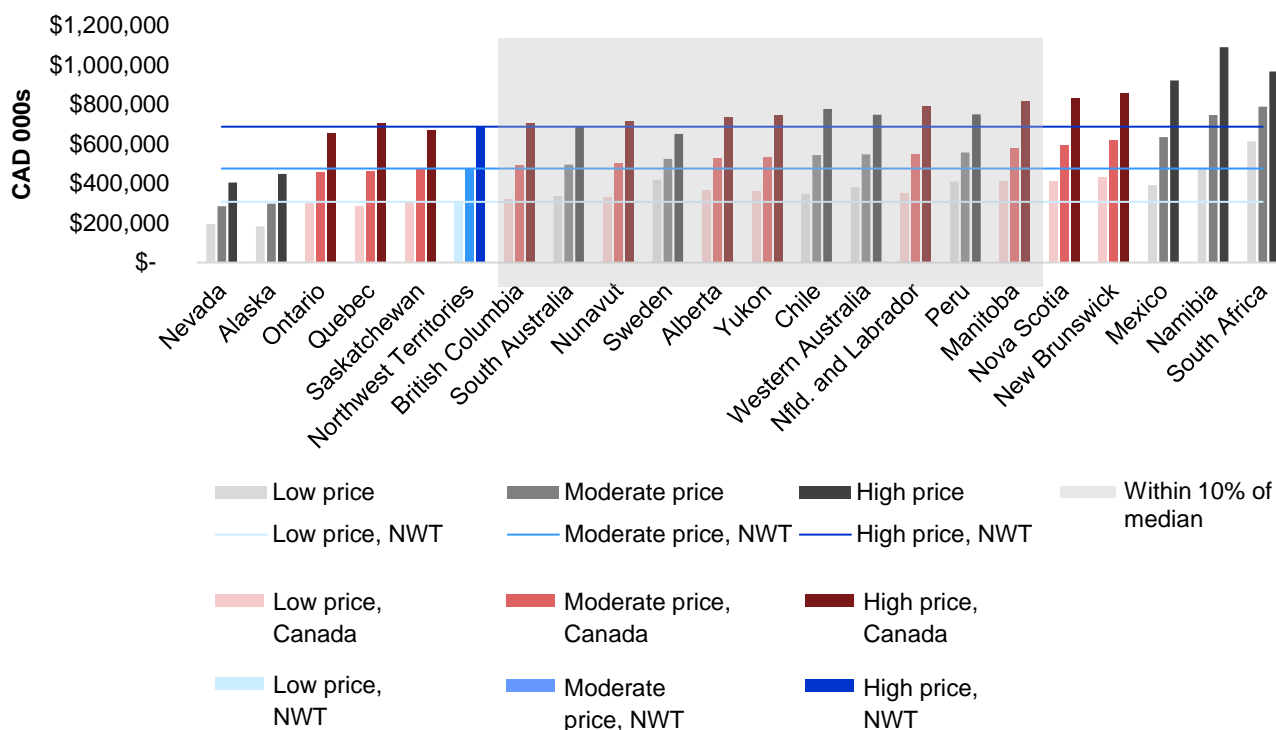 $1,200,000
$1,000,000
$800,000
$600,000
$400,000
$200,000
$-
CAD 000s
Nevada
Alaska
Ontario
Quebec
Saskatchewan
Northwest Territories
British Columbia
South Australia
Nunavut
Sweden
Alberta
Yukon
Chile
Western Australia
Nfld. and Labrador
Peru
Manitoba
Nova Scotia
New Brunswick
Mexico
Namibia
South Africa
Low price
Moderate price
High price
Within 10% of
median
Low price, NWT
Moderate price, NWT
High price, NWT
Low price,
Canada
Moderate price,
Canada
High price,
Canada
Low price,
NWT
Moderate
price, NWT
High price,
NWT